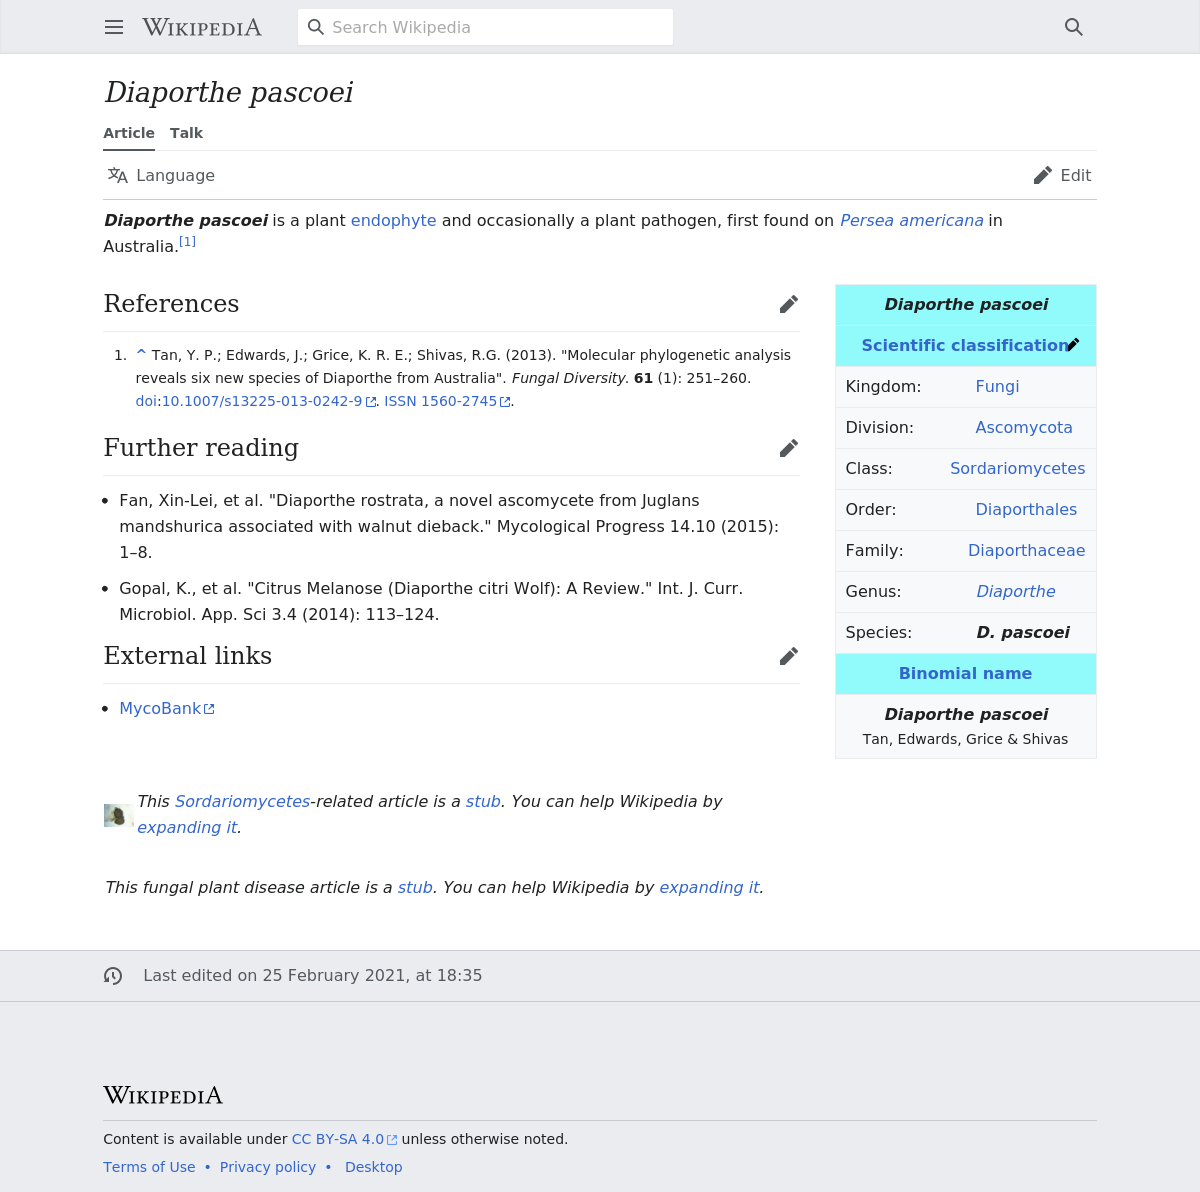 WIKIPEDIA
Search Wikipedia
Diaporthe pascoei
Article Talk
Language
Edit
Diaporthe pascoei is a plant endophyte and occasionally a plant pathogen, first found on Persea americana in
Australia.[1]
References
1. ^ Tan, Y. P.; Edwards, J.; Grice, K. R. E.; Shivas, R.G. (2013). "Molecular phylogenetic analysis
reveals six new species of Diaporthe from Australia". Fungal Diversity. 61 (1): 251–260.
doi:10.1007/s13225-013-0242-9. ISSN 1560-2745.
Further reading
• Fan, Xin-Lei, et al. "Diaporthe rostrata, a novel ascomycete from Juglans
mandshurica associated with walnut dieback." Mycological Progress 14.10 (2015):
1–8.
• Gopal, K., et al. "Citrus Melanose (Diaporthe citri Wolf): A Review." Int. J. Curr.
Microbiol. App. Sci 3.4 (2014): 113–124.
External links
• MycoBank
Diaporthe pascoei
Scientific classification
Kingdom: Fungi
Division: Ascomycota
Class: Sordariomycetes
Order: Diaporthales
Family: Diaporthaceae
Genus: Diaporthe
Species: D. pascoei
Binomial name
Diaporthe pascoei
Tan, Edwards, Grice & Shivas
This Sordariomycetes-related article is a stub. You can help Wikipedia by
expanding it.
This fungal plant disease article is a stub. You can help Wikipedia by expanding it.
Last edited on 25 February 2021, at 18:35
WIKIPEDIA
Content is available under CC BY-SA 4.0 unless otherwise noted.
Terms of Use • Privacy policy • Desktop